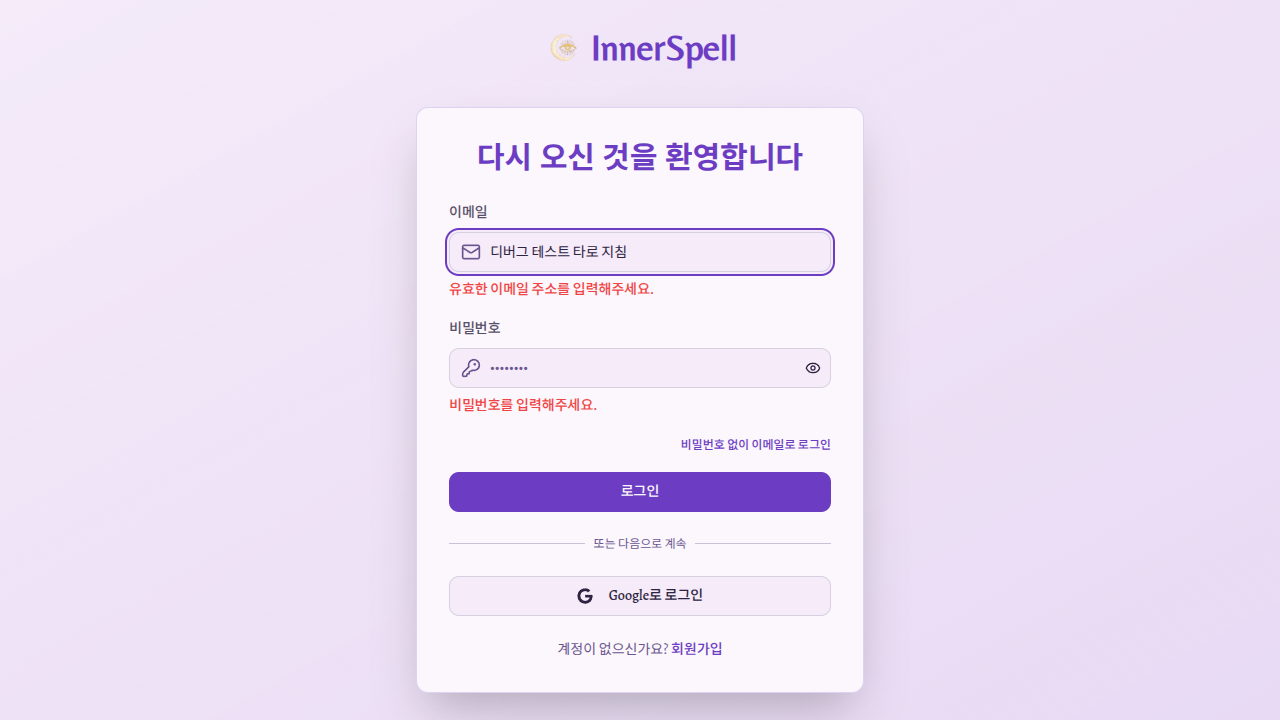 InnerSpell
다시 오신 것을 환영합니다
이메일
디버그 테스트 타로 지침
유효한 이메일 주소를 입력해주세요.
비밀번호
••••••••
비밀번호를 입력해주세요.
비밀번호 없이 이메일로 로그인
로그인
또는 다음으로 계속
Google로 로그인
계정이 없으신가요? 회원가입